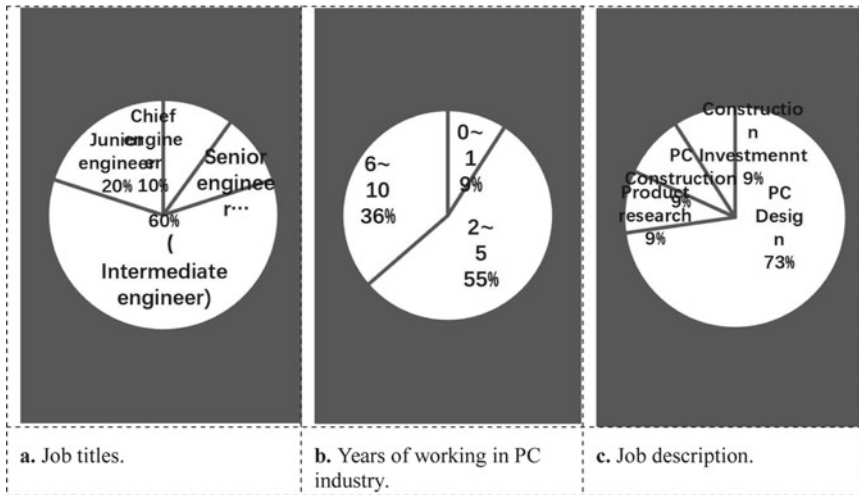 Chief
engine
er
10%
Junior
engineer
20%
Senior
enginee
r…
60%
(
Intermediate
engineer)
0~
1
9%
6~
10
36%
2~
5
55%
Constructio
n
Investmennt
9%
PC
Construction
9%
Product
research
9%
PC
Desig
n
73%
a. Job titles.
b. Years of working in PC
industry.
c. Job description.